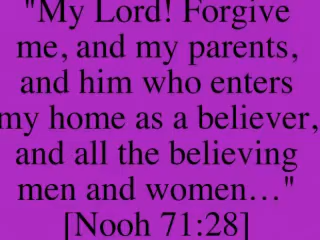 "My Lord! Forgive
me, and my parents,
and him who enters
my home as a believer,
and all the believing
men and women…"
[Nooh 71:28]